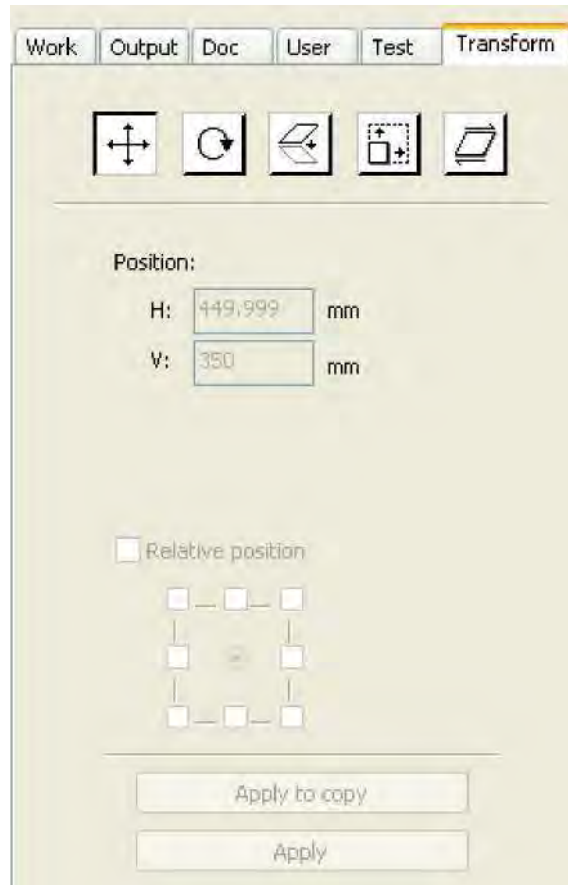 Work Output Doc User Test Transform
Position:
H: 449.999 mm
V: 350 mm
Relative position
Apply to copy
Apply